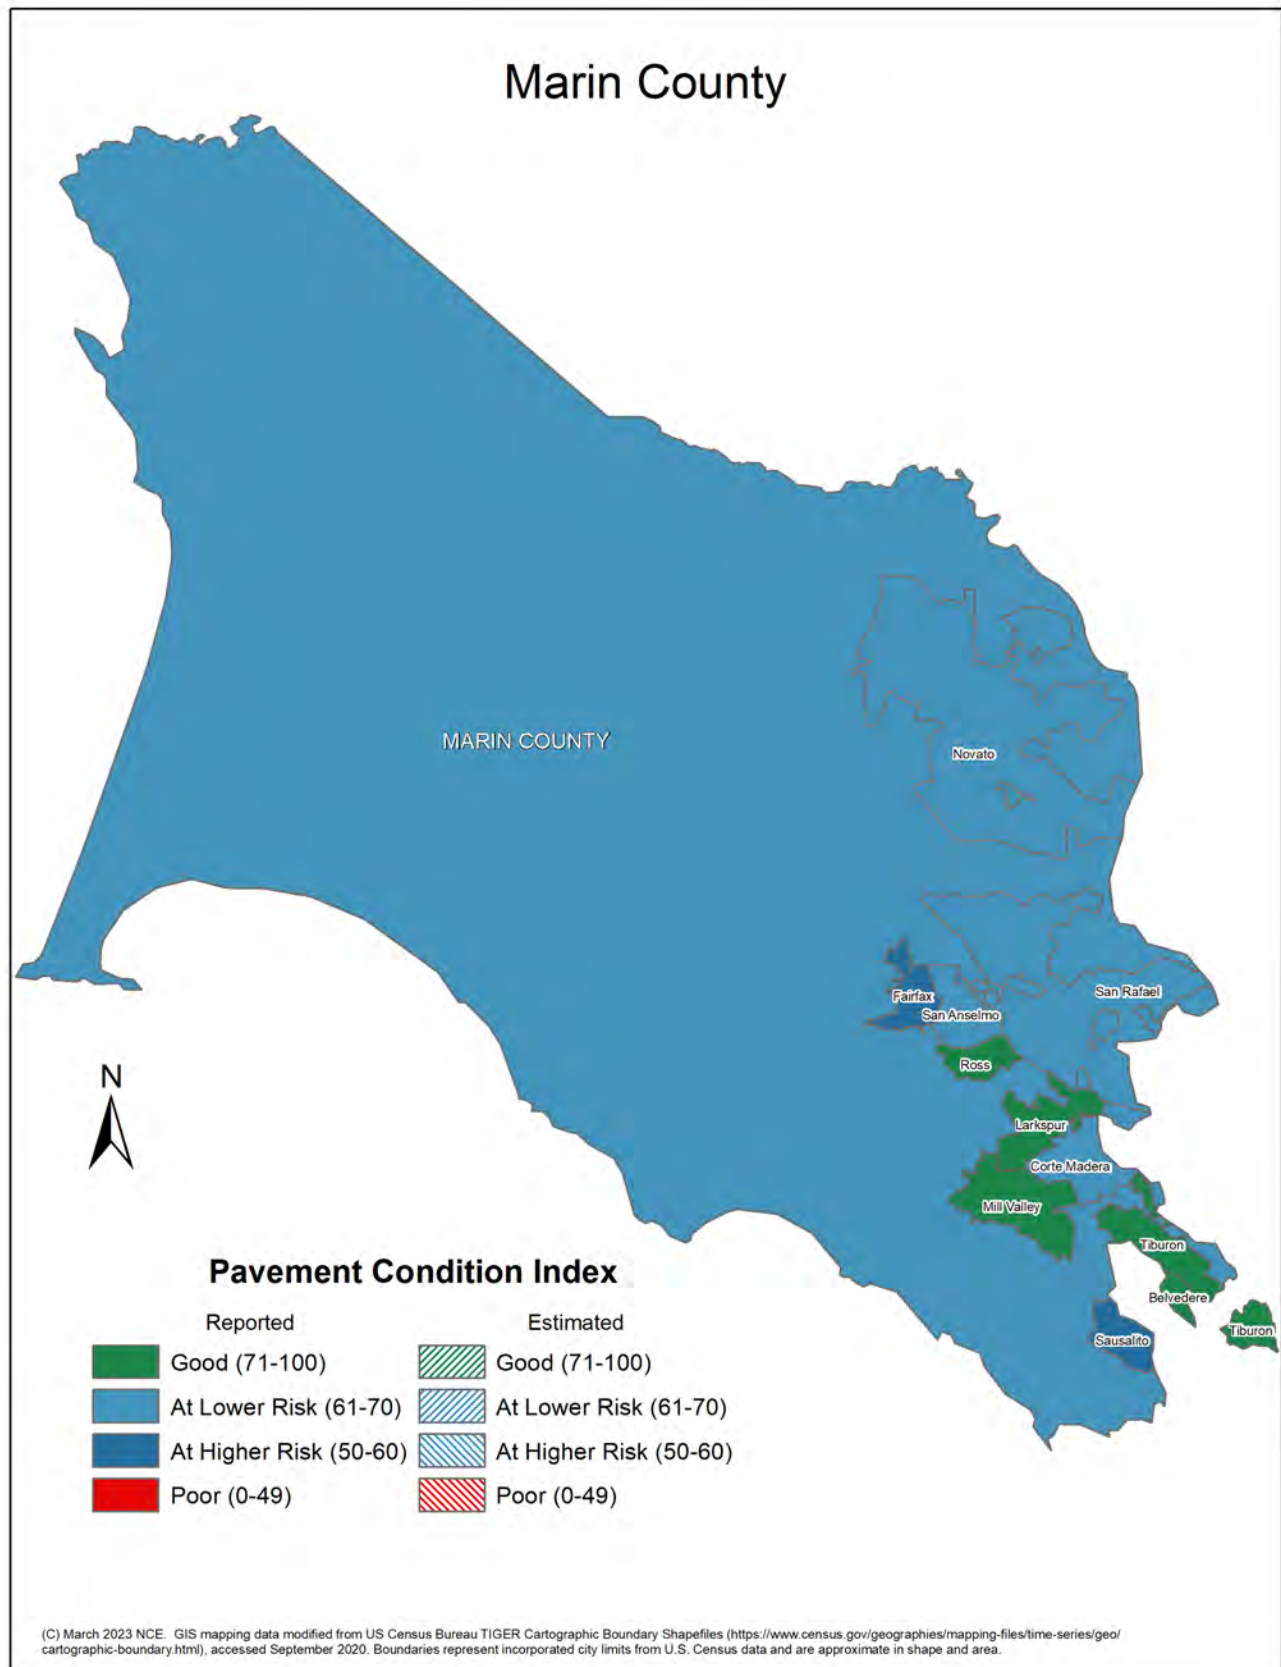 Marin County
MARIN COUNTY
Novato
San Rafael
Fairfax
San Anselmo
Ross
Larkspur
Corte Madera
Mill Valley
Tiburon
Belvedere
Tiburon
Sausalito
N
Pavement Condition Index
Reported Estimated
Good (71-100) Good (71-100)
At Lower Risk (61-70) At Lower Risk (61-70)
At Higher Risk (50-60) At Higher Risk (50-60)
Poor (0-49) Poor (0-49)
(C) March 2023 NCE. GIS mapping data modified from US Census Bureau TIGER Cartographic Boundary Shapefiles (https://www.census.gov/geographies/mapping-files/time-series/geo/
cartographic-boundary.html), accessed September 2020. Boundaries represent incorporated city limits from U.S. Census data and are approximate in shape and area.